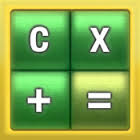 C X
+ =